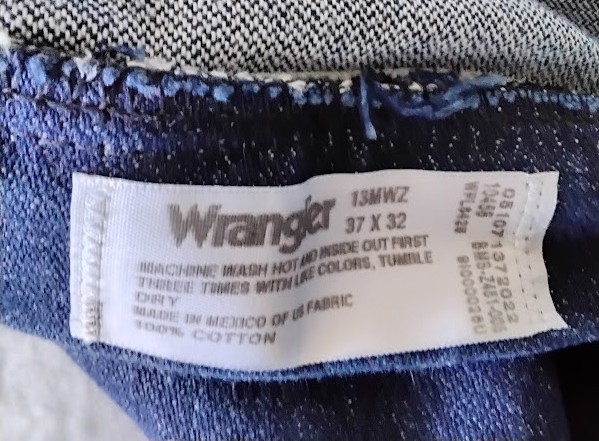 Wrangler
13MWZ
37 X 32
MACHINE WASH HOT AND INSIDE OUT FIRST
THREE TIMES WITH LIKE COLORS, TUMBLE
DRY
MADE IN MEXICO OF US FABRIC
100% COTTON
10458